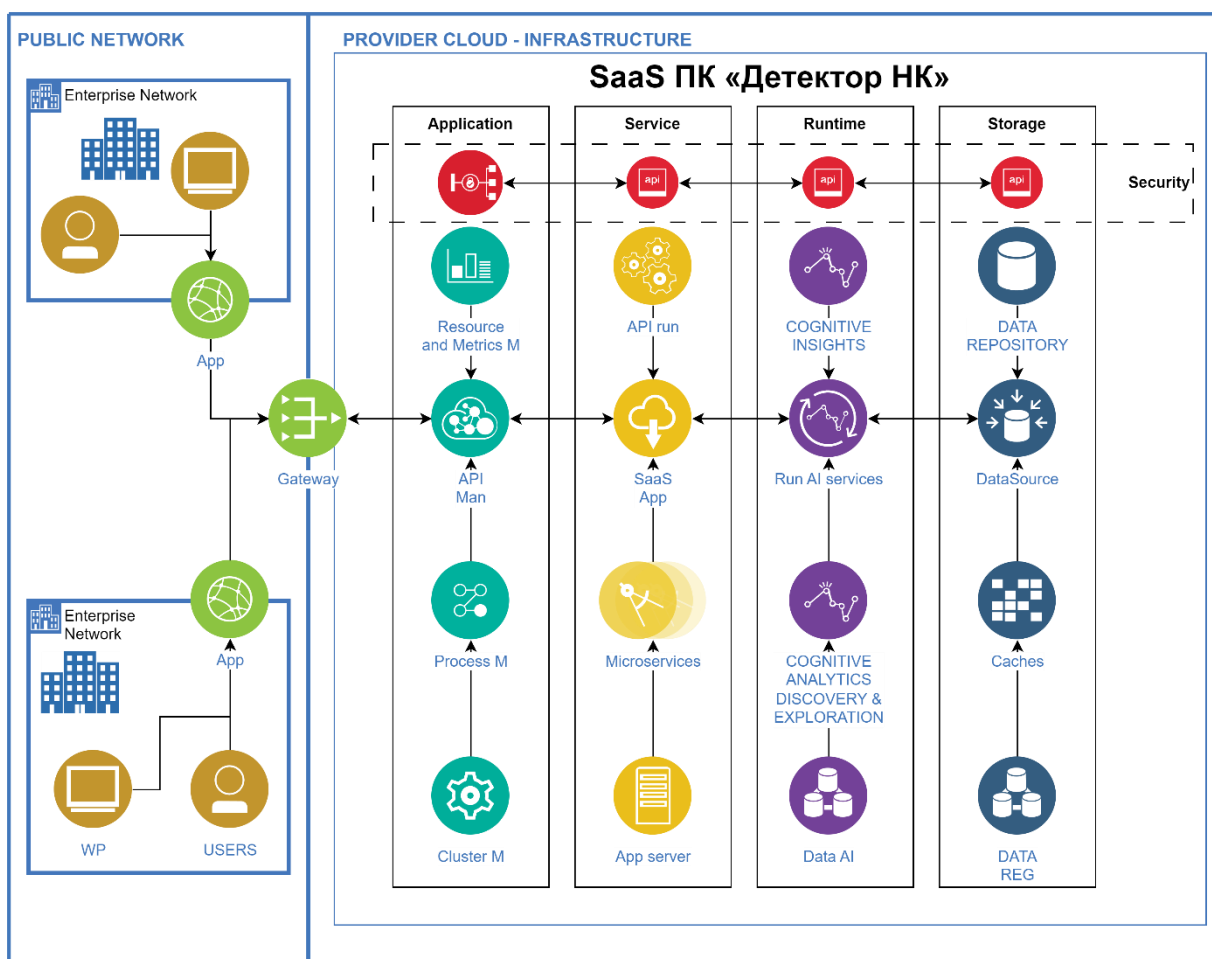 PUBLIC NETWORK
PROVIDER CLOUD - INFRASTRUCTURE
SaaS ПК «Детектор НК»
Enterprise Network
App
Enterprise
Network
App
WP
USERS
Gateway
Application
Service
Runtime
Storage
api
api
api
Security
Resource
and Metrics M
API run
COGNITIVE
INSIGHTS
DATA
REPOSITORY
API
Man
SaaS
App
Run AI services
DataSource
Process M
Microservices
COGNITIVE
ANALYTICS
DISCOVERY &
EXPLORATION
Caches
Cluster M
App server
Data AI
DATA
REG